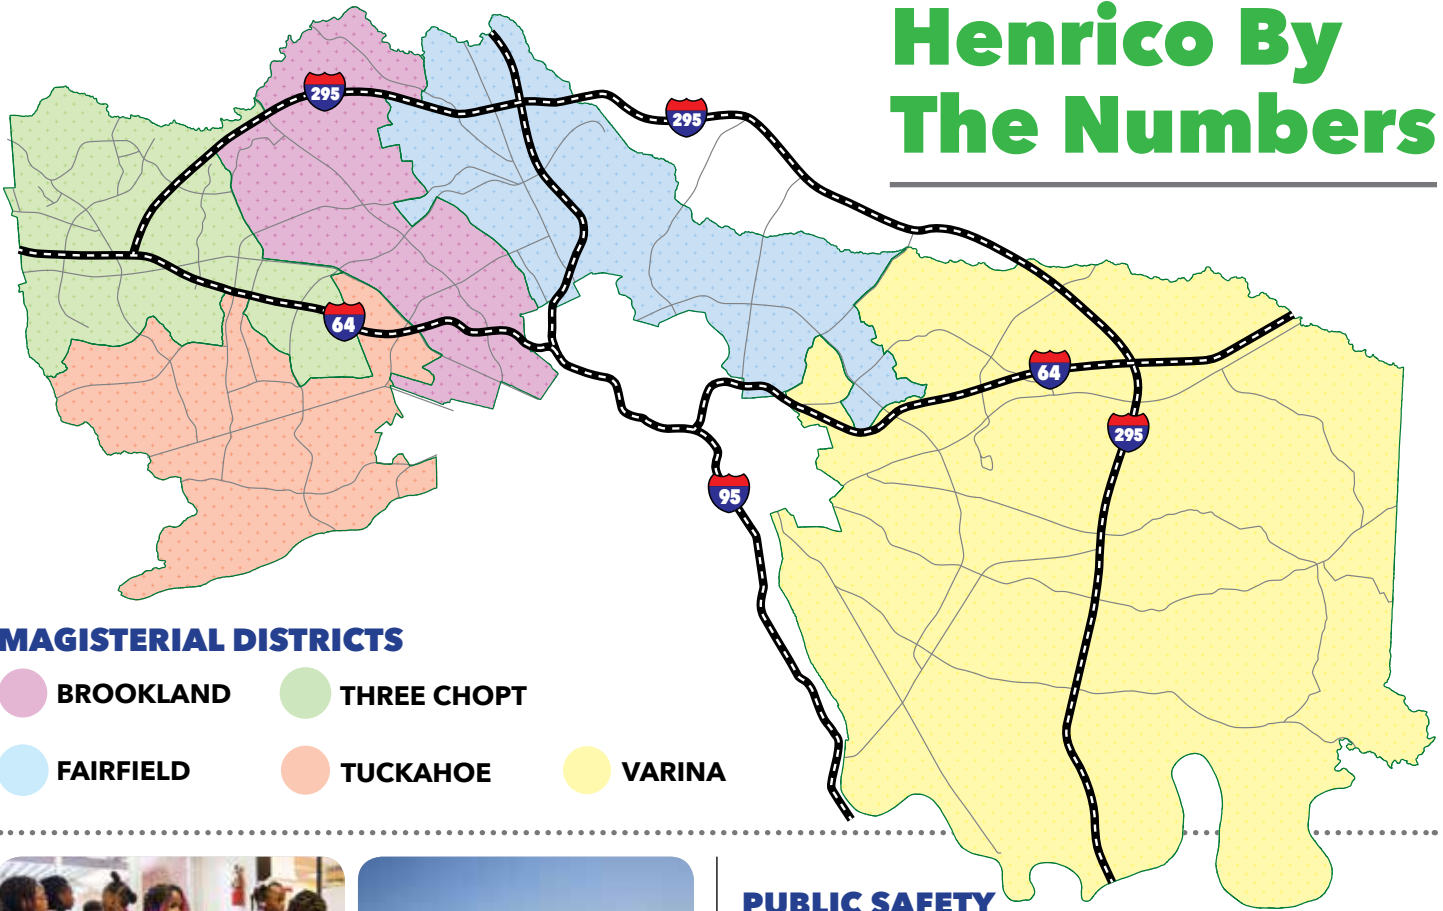 Henrico By
The Numbers
295
295
64
64
295
95
MAGISTERIAL DISTRICTS
BROOKLAND
THREE CHOPT
FAIRFIELD
TUCKAHOE
VARINA
PUBLIC SAFETY